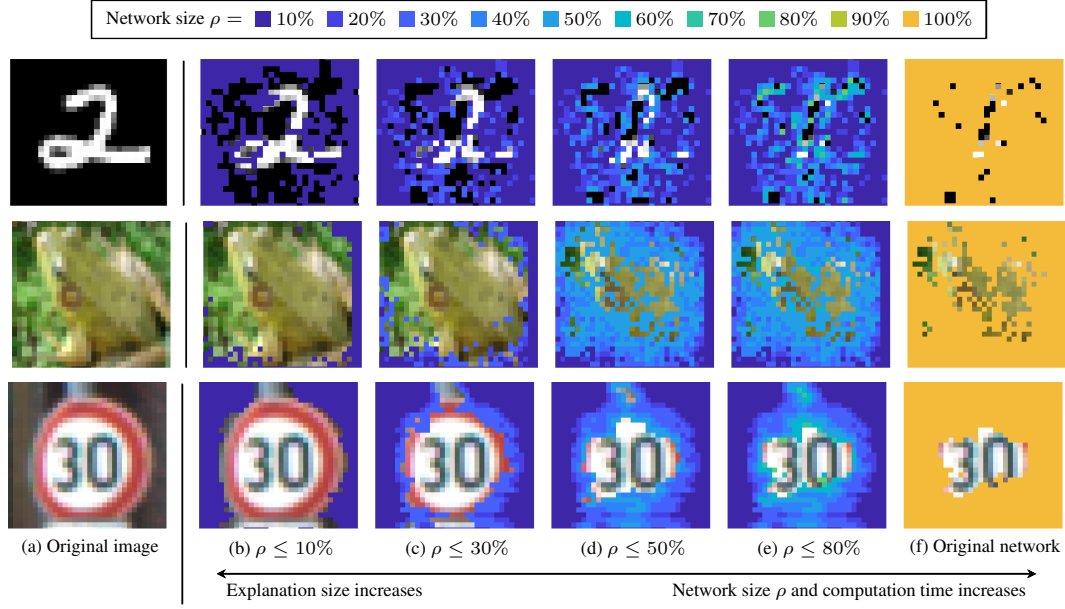 Network size ρ = 10% 20% 30% 40% 50% 60% 70% 80% 90% 100%
30 30 30 30 30 30
(a) Original image (b) ρ ≤ 10% (c) ρ ≤ 30% (d) ρ ≤ 50% (e) ρ ≤ 80% (f) Original network
Explanation size increases Network size ρ and computation time increases